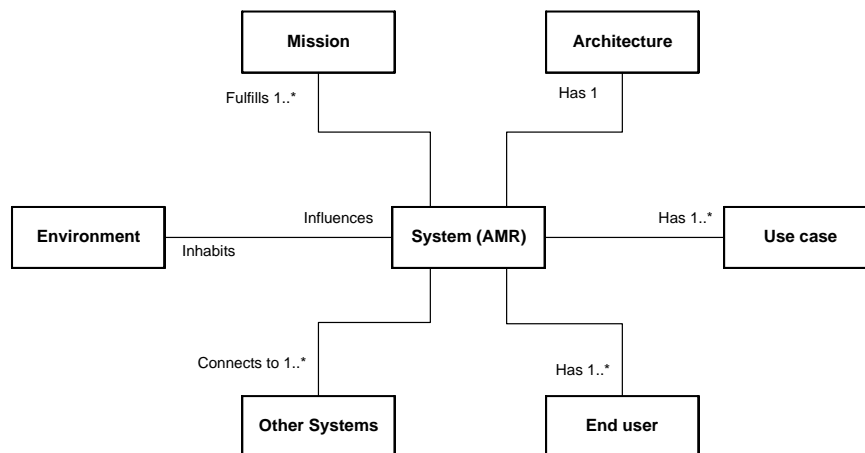 Mission
Architecture
Fulfills 1..*
Has 1
Influences
Has 1..*
Environment
System (AMR)
Use case
Inhabits
Connects to 1..*
Has 1..*
Other Systems
End user